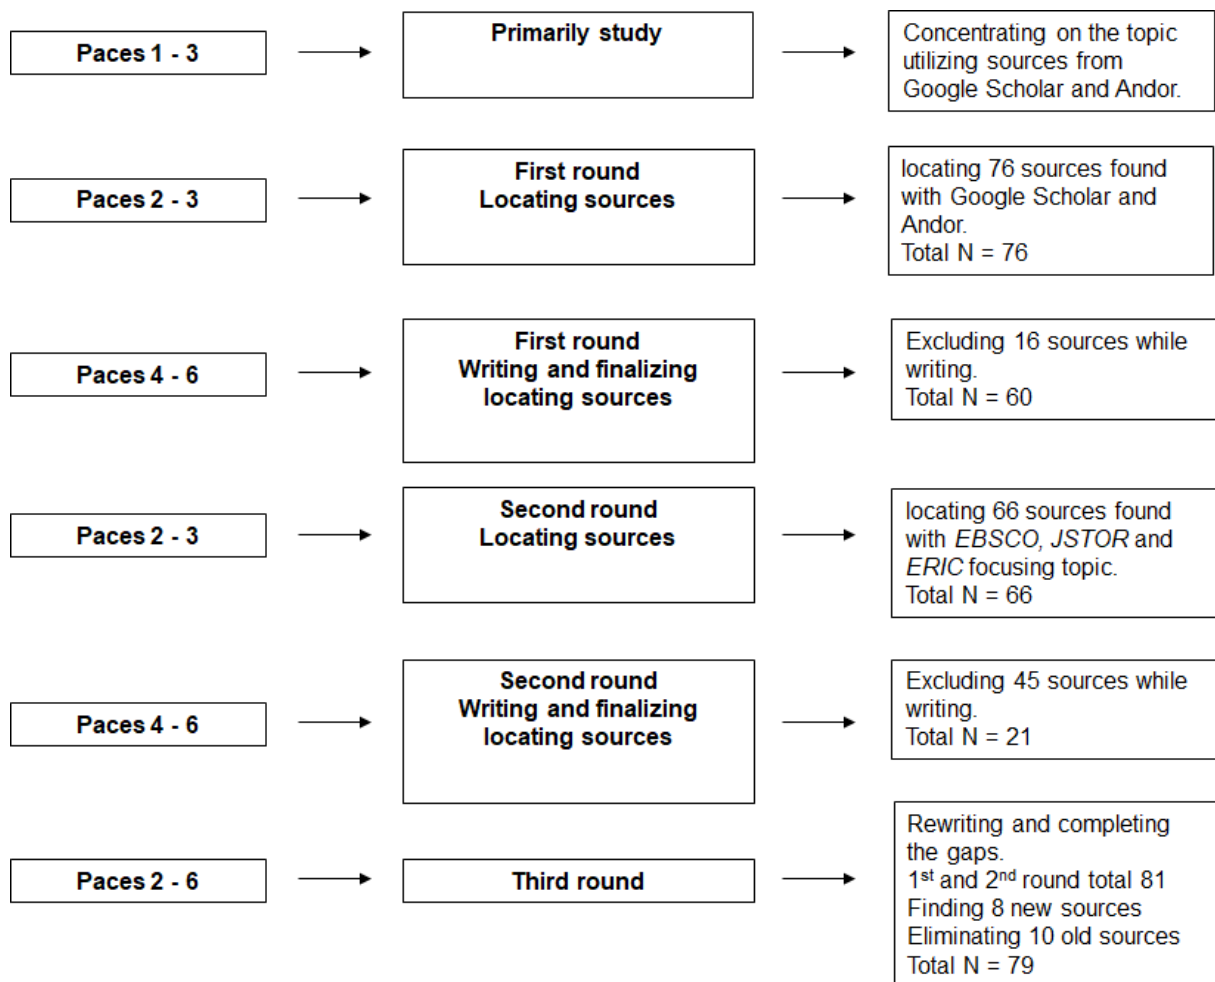 Paces 1 - 3
Primarily study
Concentrating on the topic
utilizing sources from
Google Scholar and Andor.
Paces 2 - 3
First round
Locating sources
locating 76 sources found
with Google Scholar and
Andor.
Total N = 76
Paces 4 - 6
First round
Writing and finalizing
locating sources
Excluding 16 sources while
writing.
Total N = 60
Paces 2 - 3
Second round
Locating sources
locating 66 sources found
with EBSCO, JSTOR and
ERIC focusing topic.
Total N = 66
Paces 4 - 6
Second round
Writing and finalizing
locating sources
Excluding 45 sources while
writing.
Total N = 21
Paces 2 - 6
Third round
Rewriting and completing
the gaps.
1st and 2nd round total 81
Finding 8 new sources
Eliminating 10 old sources
Total N = 79